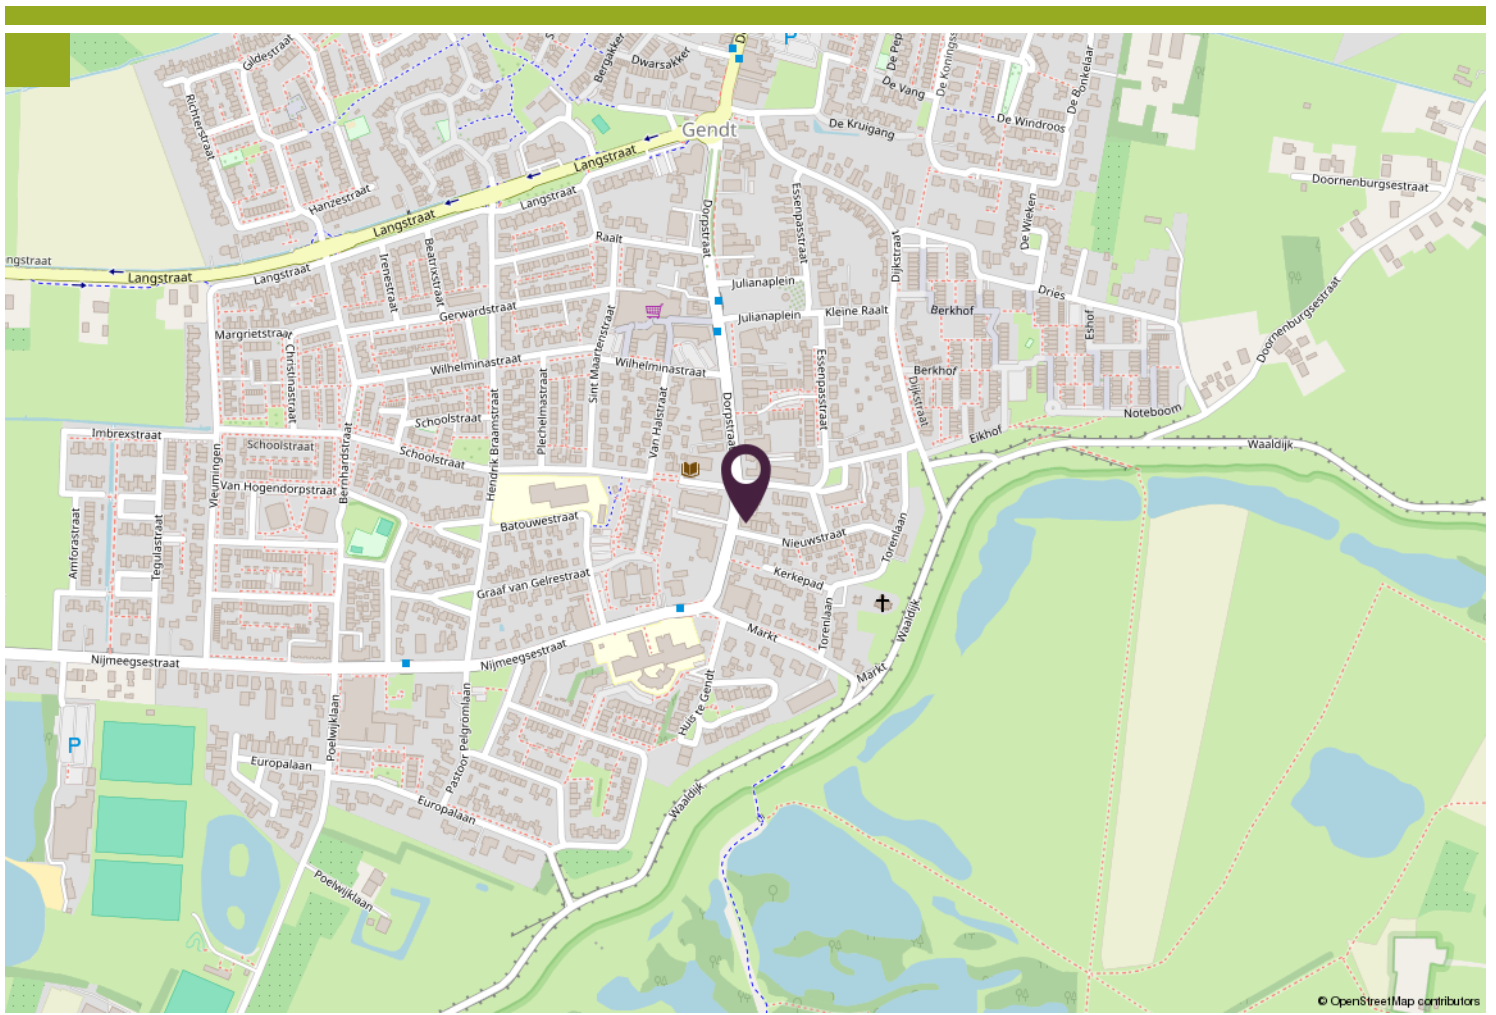 Gildestraat
Bergakker
Dwarsakker
P
De Pep
De Koningss
De Bonkelaar
De Vang
De Windroos
De Kruigang
Richterstraat
Gendt
Langstraat
Doornenburgsestraat
Hanzestraat
Langstraat
Langstraat
Essenpasstraat
Dorpstraat
De Wieken
Raalt
Beatrixstraat
Irenestraat
Dijkstraat
ngstraat
Langstraat
Langstraat
Julianaplein
Berkhof
Dries
Doornenburgsestraat
Gerwardstraat
Julianaplein
Kleine Raalt
Eshof
Margrietstraat
Christinastraat
Sint Maartenstraat
Wilhelminastraat
Wilhelminastraat
Essenpasstraat
Berkhof
Dijkstraat
Plechelmastraat
Hendrik Braamstraat
Van Halstraat
Dorpstraat
Noteboom
Schoolstraat
Eikhof
Imbrexstraat
Schoolstraat
Schoolstraat
Waaldijk
Vleumingen
Bernhardstraat
Van Hogendorpstraat
Batouwestraat
Nieuwstraat
Torenlaan
Amforastraat
Tegulastraat
Graaf van Gelrestraat
Kerkepad
Torenlaan
Waaldijk
Markt
Nijmeegsestraat
Nijmeegsestraat
Markt
Huis te Gendt
Poelwijklaan
Pastoor Pelgromlaan
P
Europalaan
Europalaan
Waaldijk
Poelwijklaan
© OpenStreetMap contributors